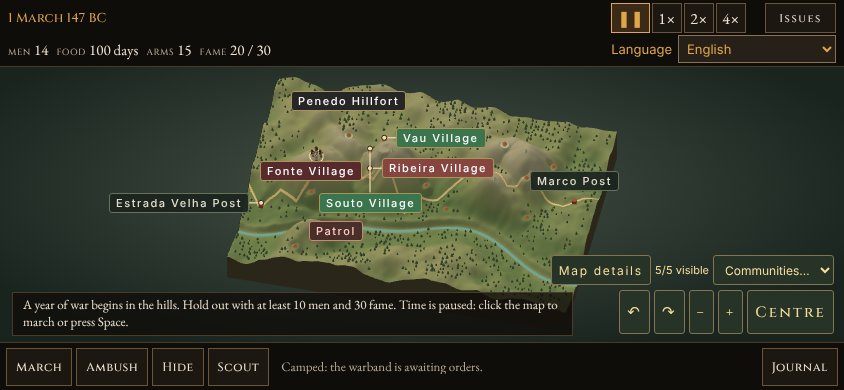 1 March 147 BC
❚❚ 1× 2× 4× Issues
MEN 14 FOOD 100 days ARMS 15 FAME 20 / 30
Language English
Penedo Hillfort
Vau Village
Fonte Village
Ribeira Village
Marco Post
Estrada Velha Post
Souto Village
Patrol
Map details 5/5 visible Communities...
A year of war begins in the hills. Hold out with at least 10 men and 30 fame. Time is paused: click the map to
march or press Space.
↶ ↷ − + Centre
March Ambush Hide Scout Camped: the warband is awaiting orders. Journal